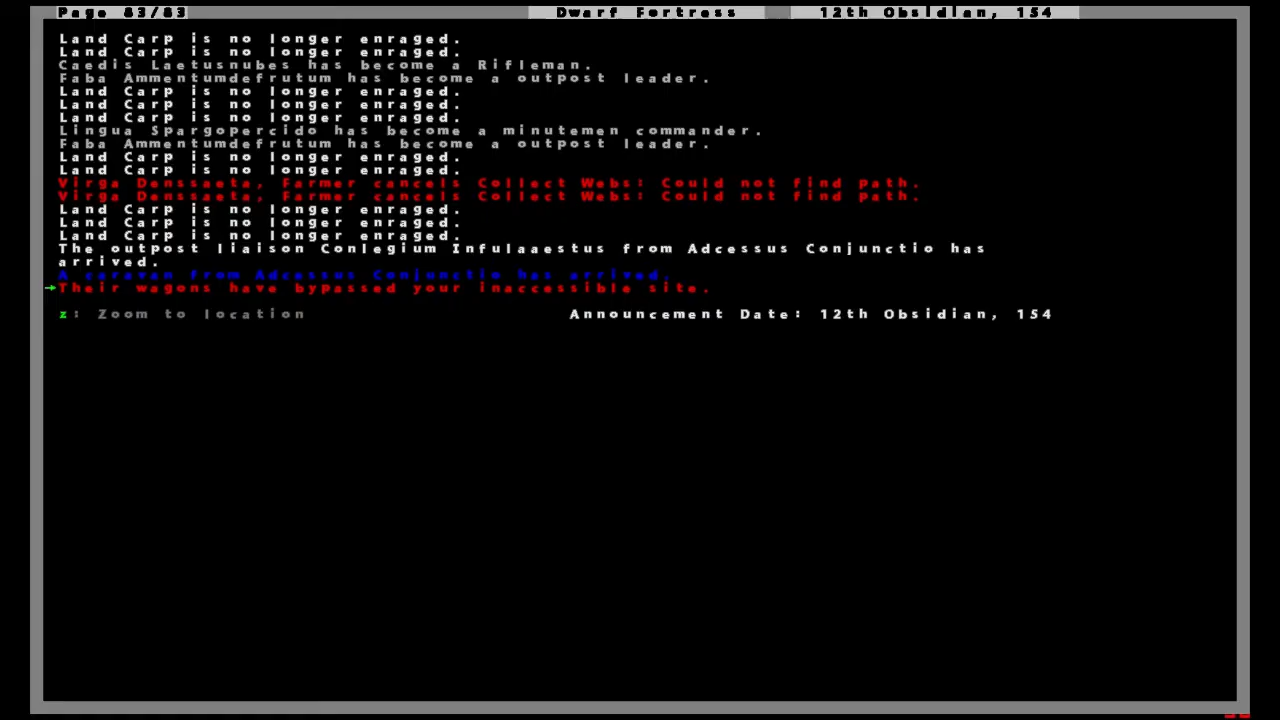 Page 83/83 Dwarf Fortress 12th Obsidian, 154
Land Carp is no longer enraged.
Land Carp is no longer enraged.
Caedis Laetusnubes has become a Rifleman.
Faba Ammentumdefrutum has become a outpost leader.
Land Carp is no longer enraged.
Land Carp is no longer enraged.
Land Carp is no longer enraged.
Lingua Spargopercido has become a minutemen commander.
Faba Ammentumdefrutum has become a outpost leader.
Land Carp is no longer enraged.
Land Carp is no longer enraged.
Virga Denssaeta, Farmer cancels Collect Webs: Could not find path.
Virga Denssaeta, Farmer cancels Collect Webs: Could not find path.
Land Carp is no longer enraged.
Land Carp is no longer enraged.
Land Carp is no longer enraged.
The outpost liaison Conlegium Infulaaestus from Adcessus Conjunctio has
arrived.
A caravan from Adcessus Conjunctio has arrived.
Their wagons have bypassed your inaccessible site.
z: Zoom to location Announcement Date: 12th Obsidian, 154